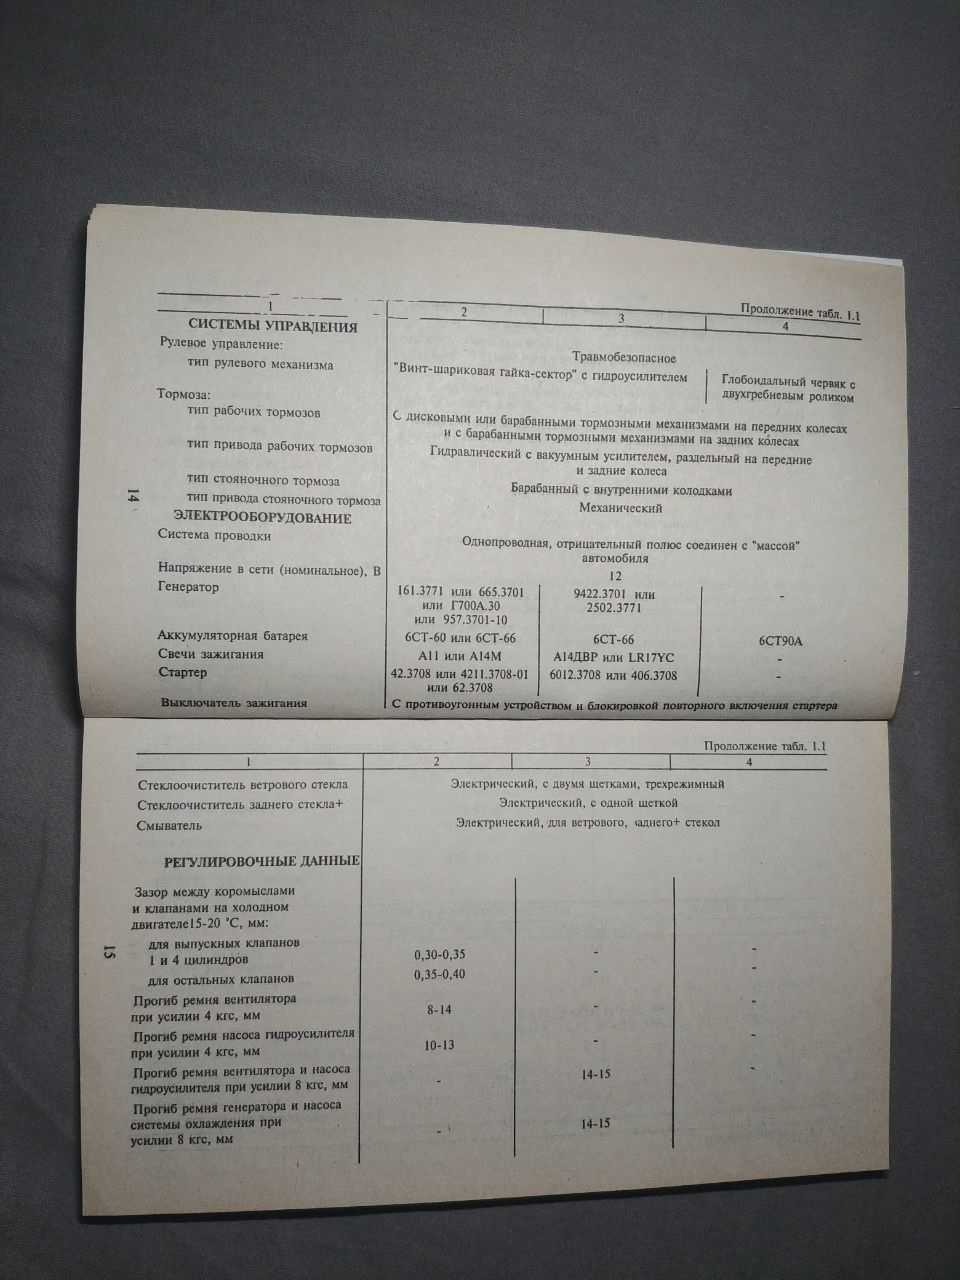 Продолжение табл. 1.1
1 2 3 4
СИСТЕМЫ УПРАВЛЕНИЯ
Рулевое управление: Травмобезопасное
тип рулевого механизма "Винт-шариковая гайка-сектор" с гидроусилителем Глобоидальный червяк с
двухгребневым роликом
Тормоза:
тип рабочих тормозов С дисковыми или барабанными тормозными механизмами на передних колесах
и с барабанными тормозными механизмами на задних колесах
тип привода рабочих тормозов Гидравлический с вакуумным усилителем, раздельный на передние
и задние колеса
тип стояночного тормоза Барабанный с внутренними колодками
тип привода стояночного тормоза Механический
14
ЭЛЕКТРООБОРУДОВАНИЕ
Система проводки Однопроводная, отрицательный полюс соединен с "массой"
автомобиля
Напряжение в сети (номинальное), В 12
Генератор 161.3771 или 665.3701 9422.3701 или -
или Г700А.30 2502.3771
или 957.3701-10
Аккумуляторная батарея 6СТ-60 или 6СТ-66 6СТ-66 6СТ90А
Свечи зажигания А11 или А14М А14ДВР или LR17YC -
Стартер 42.3708 или 4211.3708-01 6012.3708 или 406.3708 -
или 62.3708
Выключатель зажигания С противоугонным устройством и блокировкой повторного включения стартера
Продолжение табл. 1.1
1 2 3 4
Стеклоочиститель ветрового стекла Электрический, с двумя щетками, трехрежимный
Стеклоочиститель заднего стекла+ Электрический, с одной щеткой
Смыватель Электрический, для ветрового, заднего+ стекол
РЕГУЛИРОВОЧНЫЕ ДАННЫЕ
Зазор между коромыслами
и клапанами на холодном
двигателе15-20 °С, мм:
для выпускных клапанов
1 и 4 цилиндров 0,30-0,35 - -
для остальных клапанов 0,35-0,40 - -
15
Прогиб ремня вентилятора
при усилии 4 кгс, мм 8-14 - -
Прогиб ремня насоса гидроусилителя
при усилии 4 кгс, мм 10-13 - -
Прогиб ремня вентилятора и насоса
гидроусилителя при усилии 8 кгс, мм - 14-15 -
Прогиб ремня генератора и насоса
системы охлаждения при
усилии 8 кгс, мм - 14-15